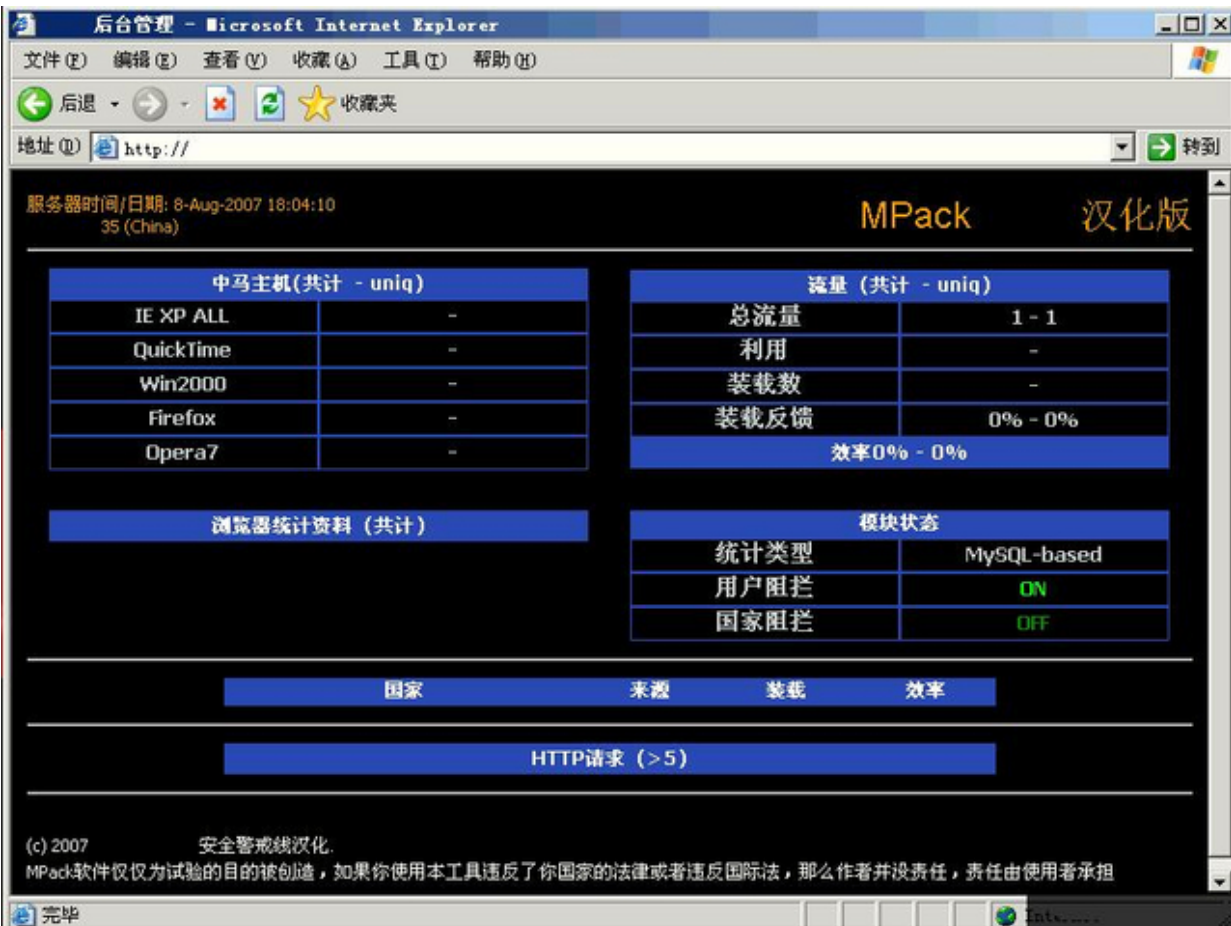 后台管理 - Microsoft Internet Explorer
文件(F) 编辑(E) 查看(V) 收藏(A) 工具(T) 帮助(H)
后退 收藏夹
地址(D) http:// 转到
服务器时间/日期: 8-Aug-2007 18:04:10
35 (China)
MPack 汉化版
中马主机(共计 - uniq)
IE XP ALL -
QuickTime -
Win2000 -
Firefox -
Opera7 -
流量 (共计 - uniq)
总流量 1 - 1
利用 -
装载数 -
装载反馈 0% - 0%
效率0% - 0%
浏览器统计资料 (共计)
模块状态
统计类型 MySQL-based
用户阻拦 ON
国家阻拦 OFF
国家 来源 装载 效率
HTTP请求 (>5)
(c) 2007 安全警戒线汉化.
MPack软件仅仅为试验的目的被创造，如果你使用本工具违反了你国家的法律或者违反国际法，那么作者并没责任，责任由使用者承担
完毕